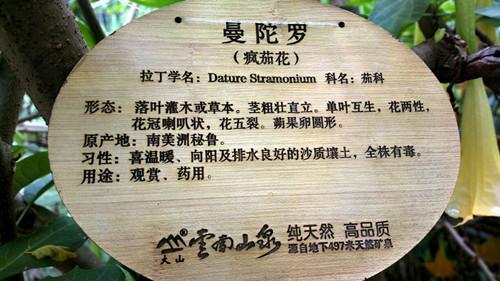 曼陀罗
（疯茄花）
拉丁学名：Dature Stramonium 科名：茄科
形态：落叶灌木或草本。茎粗壮直立。单叶互生，花两性，
花冠喇叭状，花五裂。蒴果卵圆形。
原产地：南美洲秘鲁。
习性：喜温暖、向阳及排水良好的沙质壤土，全株有毒。
用途：观赏、药用。
大山® 雲南山泉 纯天然 高品质
源自地下497米天然矿泉